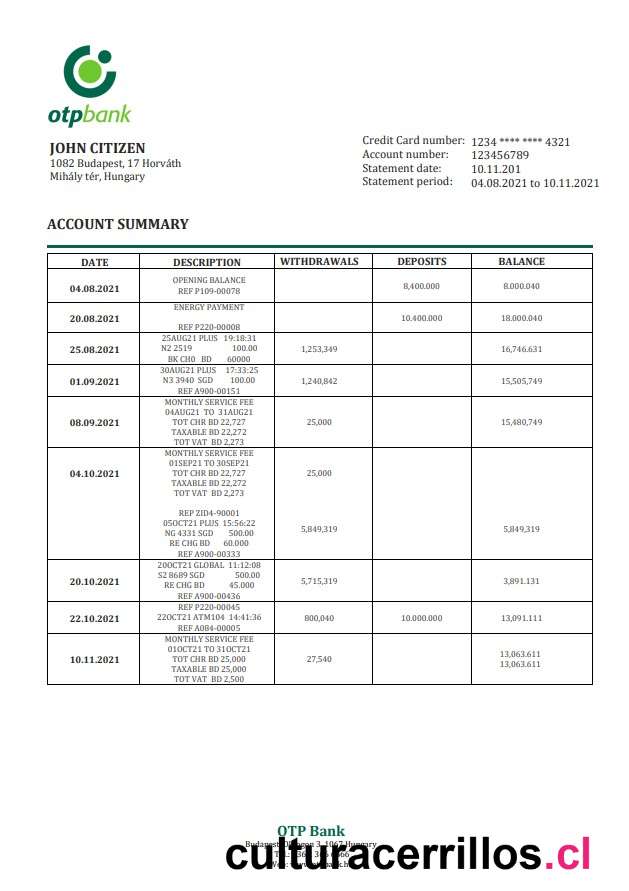 otpbank
JOHN CITIZEN
1082 Budapest, 17 Horváth
Mihály tér, Hungary
Credit Card number: 1234 **** **** 4321
Account number: 123456789
Statement date: 10.11.201
Statement period: 04.08.2021 to 10.11.2021
ACCOUNT SUMMARY
DATE DESCRIPTION WITHDRAWALS DEPOSITS BALANCE
OPENING BALANCE
04.08.2021 REF P109-00078 8,400.000 8.000.040
ENERGY PAYMENT
20.08.2021 10.400.000 18.000.040
REF P220-00008
25AUG21 PLUS 19:18:31
25.08.2021 N2 2519 100.00 1,253,349 16,746.631
BK CH0 BD 60000
30AUG21 PLUS 17:33:25
01.09.2021 N3 3940 SGD 100.00 1,240,842 15,505,749
REF A900-00151
MONTHLY SERVICE FEE
04AUG21 TO 31AUG21
08.09.2021 TOT CHR BD 22,727 25,000 15,480,749
TAXABLE BD 22,272
TOT VAT BD 2,273
MONTHLY SERVICE FEE
01SEP21 TO 30SEP21
04.10.2021 TOT CHR BD 22,727 25,000
TAXABLE BD 22,272
TOT VAT BD 2,273
REP ZID4-90001
05OCT21 PLUS 15:56:22
NG 4331 SGD 500.00 5,849,319 5,849,319
RE CHG BD 60.000
REF A900-00333
20OCT21 GLOBAL 11:12:08
20.10.2021 S2 8689 SGD 500.00 5,715,319 3,891.131
RE CHG BD 45.000
REF A900-00436
REF P220-00045
22.10.2021 22OCT21 ATM104 14:41:36 800,040 10.000.000 13,091.111
REF A084-00005
MONTHLY SERVICE FEE
01OCT21 TO 31OCT21 13,063.611
10.11.2021 TOT CHR BD 25,000 27,540 13,063.611
TAXABLE BD 25,000
TOT VAT BD 2,500
OTP Bank
3, 1067 Hungary
culturacerrillos.cl